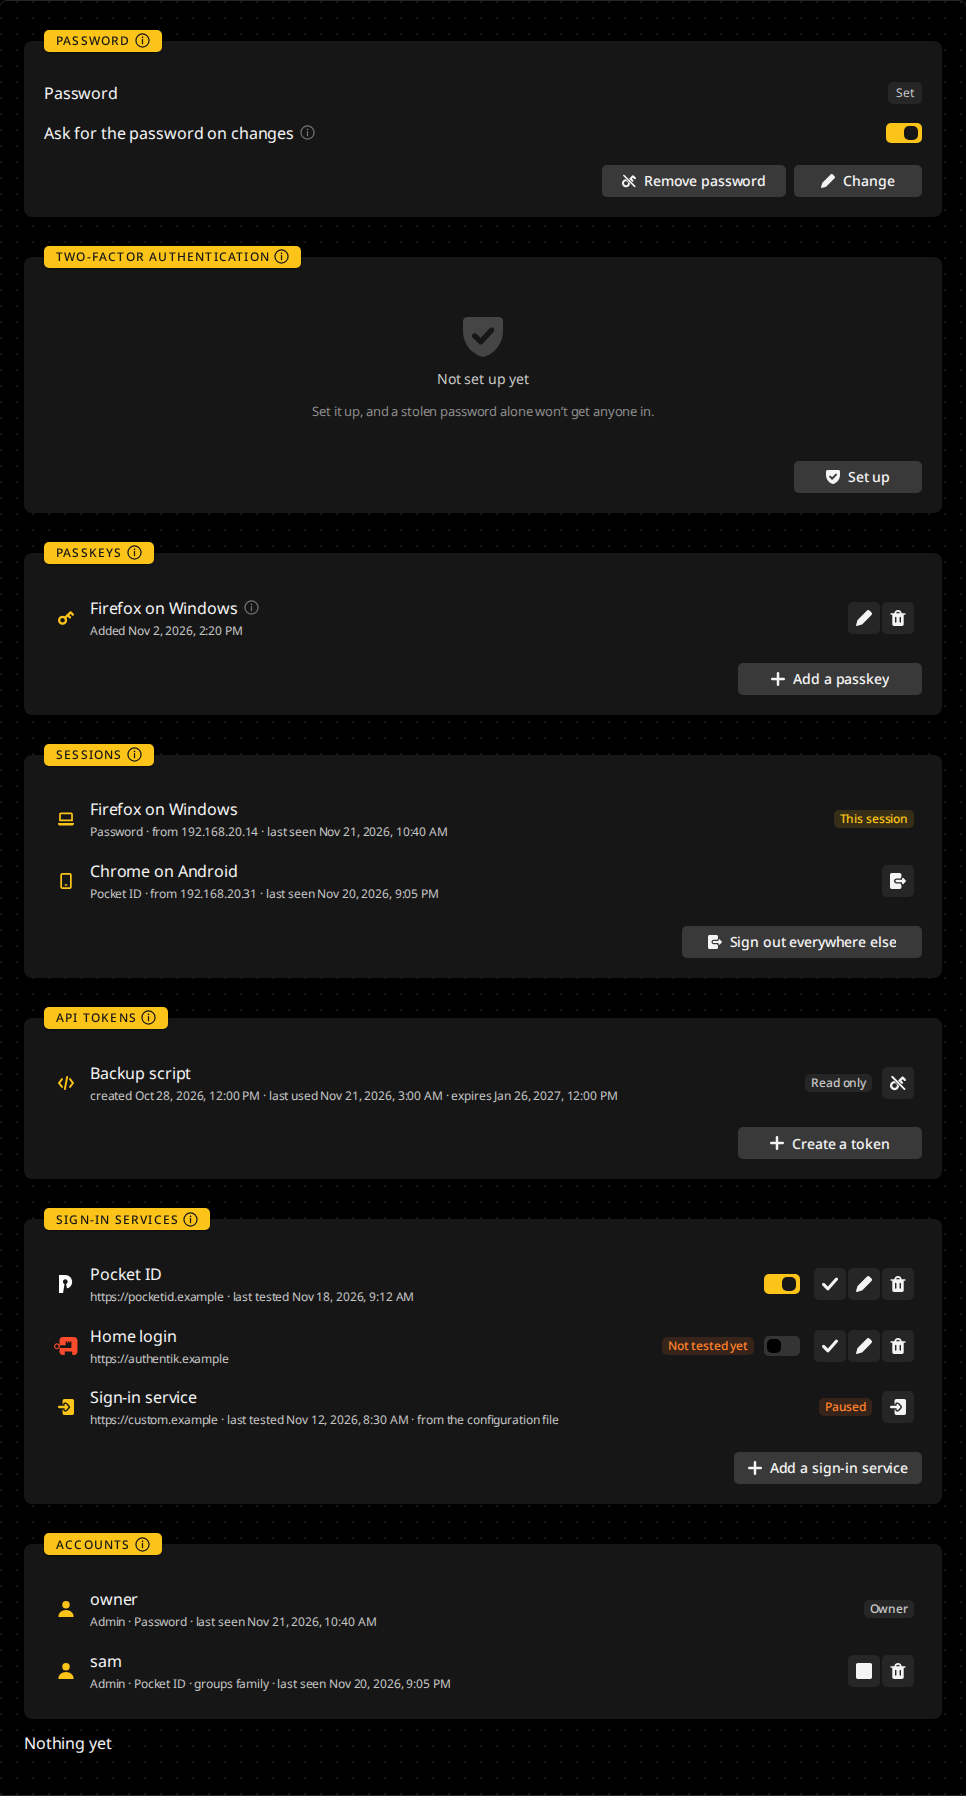 PASSWORD
Password
Set
Ask for the password on changes
Remove password
Change
TWO-FACTOR AUTHENTICATION
Not set up yet
Set it up, and a stolen password alone won’t get anyone in.
Set up
PASSKEYS
Firefox on Windows
Added Nov 2, 2026, 2:20 PM
Add a passkey
SESSIONS
Firefox on Windows
Password · from 192.168.20.14 · last seen Nov 21, 2026, 10:40 AM
This session
Chrome on Android
Pocket ID · from 192.168.20.31 · last seen Nov 20, 2026, 9:05 PM
Sign out everywhere else
API TOKENS
Backup script
created Oct 28, 2026, 12:00 PM · last used Nov 21, 2026, 3:00 AM · expires Jan 26, 2027, 12:00 PM
Read only
Create a token
SIGN-IN SERVICES
Pocket ID
https://pocketid.example · last tested Nov 18, 2026, 9:12 AM
Home login
https://authentik.example
Not tested yet
Sign-in service
https://custom.example · last tested Nov 12, 2026, 8:30 AM · from the configuration file
Paused
Add a sign-in service
ACCOUNTS
owner
Admin · Password · last seen Nov 21, 2026, 10:40 AM
Owner
sam
Admin · Pocket ID · groups family · last seen Nov 20, 2026, 9:05 PM
Nothing yet